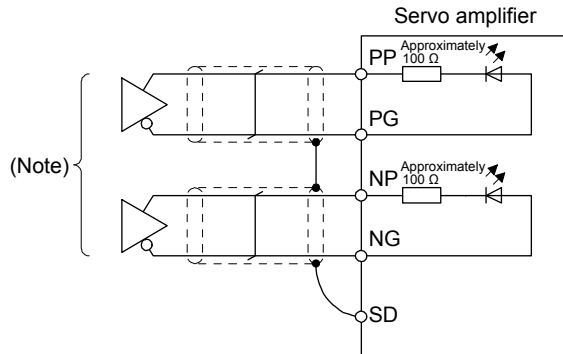 Servo amplifier
PP
Approximately
100 Ω
PG
(Note)
NP
Approximately
100 Ω
NG
SD